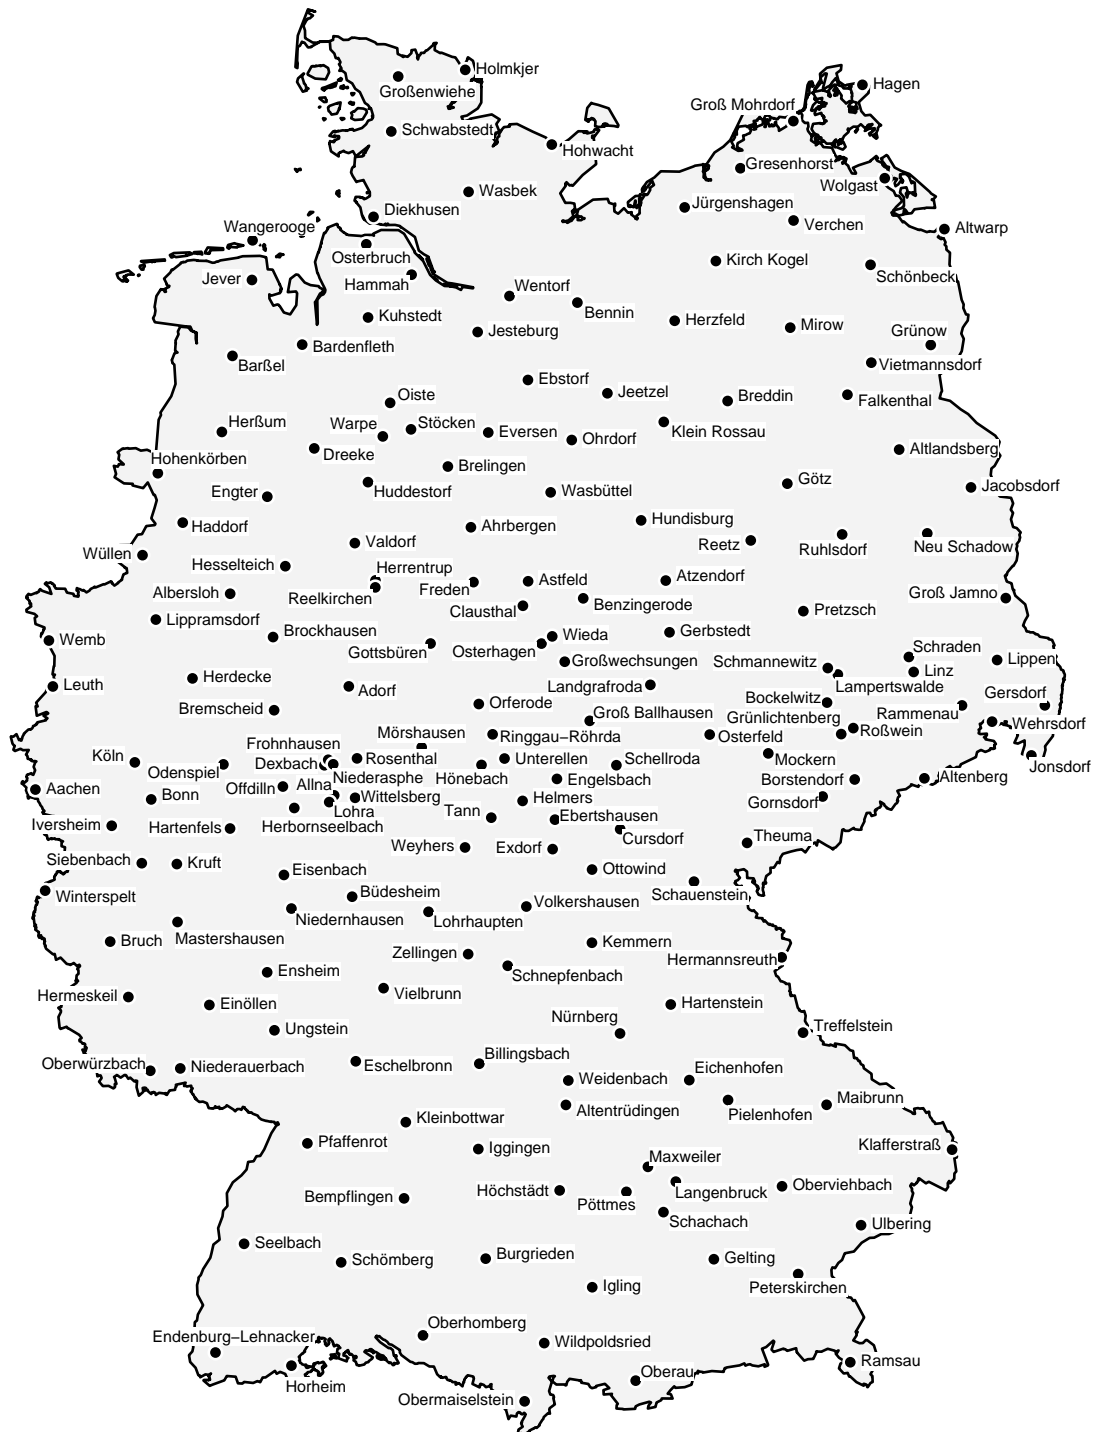 Holmkjer
Großenwiehe
Hagen
Groß Mohrdorf
Schwabstedt
Hohwacht
Gresenhorst
Wolgast
Wasbek
Jürgenshagen
Diekhusen
Verchen
Wangerooge
Altwarp
Osterbruch
Kirch Kogel
Jever
Hammah
Schönbeck
Wentorf
Bennin
Kuhstedt
Jesteburg
Herzfeld
Mirow
Grünow
Bardenfleth
Barßel
Vietmannsdorf
Ebstorf
Jeetzel
Oiste
Breddin
Falkenthal
Herßum
Warpe
Stöcken
Eversen
Ohrdorf
Klein Rossau
Altlandsberg
Dreeke
Hohenkörben
Brelingen
Götz
Jacobsdorf
Engter
Huddestorf
Wasbüttel
Haddorf
Ahrbergen
Hundisburg
Valdorf
Reetz
Ruhlsdorf
Neu Schadow
Wüllen
Hesselteich
Herrentrup
Albersloh
Reelkirchen
Freden
Astfeld
Atzendorf
Groß Jamno
Clausthal
Benzingerode
Pretzsch
Lippramsdorf
Brockhausen
Wemb
Gottsbüren
Osterhagen
Wieda
Gerbstedt
Schraden
Großwechsungen
Schmannewitz
Linz
Lippen
Herdecke
Leuth
Adorf
Landgrafroda
Lampertswalde
Gersdorf
Bremscheid
Orferode
Groß Ballhausen
Bockelwitz
Grünlichtenberg
Rammenau
Wehrsdorf
Mörshausen
Ringgau−Röhrda
Osterfeld
Roßwein
Frohnhausen
Köln
Dexbach
Rosenthal
Unterellen
Schellroda
Mockern
Jonsdorf
Odenspiel
Niederasphe
Hönebach
Engelsbach
Borstendorf
Altenberg
Aachen
Bonn
Offdilln
Allna
Wittelsberg
Helmers
Gornsdorf
Lohra
Tann
Ebertshausen
Iversheim
Hartenfels
Herbornseelbach
Cursdorf
Theuma
Weyhers
Exdorf
Siebenbach
Kruft
Eisenbach
Ottowind
Winterspelt
Büdesheim
Schauenstein
Niedernhausen
Lohrhaupten
Volkershausen
Bruch
Mastershausen
Kemmern
Zellingen
Hermannsreuth
Ensheim
Schnepfenbach
Hermeskeil
Vielbrunn
Einöllen
Hartenstein
Nürnberg
Treffelstein
Ungstein
Oberwürzbach
Niederauerbach
Eschelbronn
Billingsbach
Weidenbach
Eichenhofen
Altentrüdingen
Pielenhofen
Maibrunn
Kleinbottwar
Pfaffenrot
Iggingen
Klafferstraß
Maxweiler
Bempflingen
Höchstädt
Pöttmes
Langenbruck
Oberviehbach
Schachach
Ulbering
Seelbach
Schömberg
Burgrieden
Gelting
Igling
Peterskirchen
Endenburg−Lehnacker
Oberhomberg
Wildpoldsried
Horheim
Oberau
Ramsau
Obermaiselstein